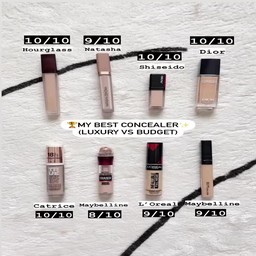 10/10
Hourglass
9/10
Natasha
10/10
Shiseido
10/10
Dior
🏆MY BEST CONCEALER✨
(LUXURY VS BUDGET)
Catrice
10/10
Maybelline
8/10
L'Oreal
9/10
Maybelline
9/10